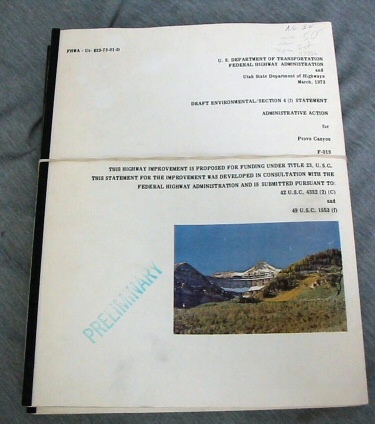 No 24
FHWA - Ut- EIS-73-01-D
U. S. DEPARTMENT OF TRANSPORTATION
FEDERAL HIGHWAY ADMINISTRATION
and
Utah State Department of Highways
March, 1973
DRAFT ENVIRONMENTAL/SECTION 4 (f) STATEMENT
ADMINISTRATIVE ACTION
for
Provo Canyon
F-019
THIS HIGHWAY IMPROVEMENT IS PROPOSED FOR FUNDING UNDER TITLE 23, U.S.C.
THIS STATEMENT FOR THE IMPROVEMENT WAS DEVELOPED IN CONSULTATION WITH THE
FEDERAL HIGHWAY ADMINISTRATION AND IS SUBMITTED PURSUANT TO:
42 U.S.C. 4332 (2) (C)
and
49 U.S.C. 1653 (f)
PRELIMINARY